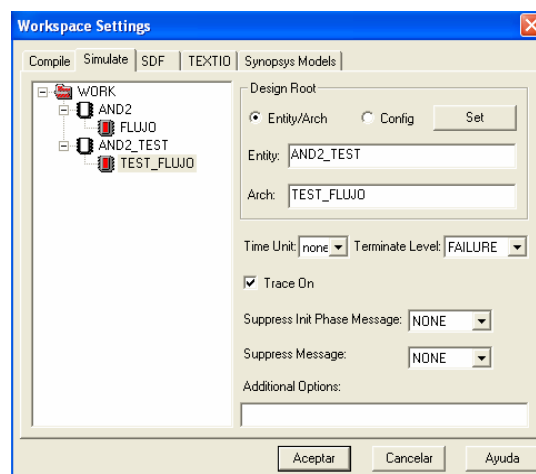 Workspace Settings
Compile Simulate SDF TEXTIO Synopsys Models
WORK
AND2
FLUJO
AND2_TEST
TEST_FLUJO
Design Root
Entity/Arch Config Set
Entity: AND2_TEST
Arch: TEST_FLUJO
Time Unit: none Terminate Level: FAILURE
Trace On
Suppress Init Phase Message: NONE
Suppress Message: NONE
Additional Options:
Aceptar Cancelar Ayuda